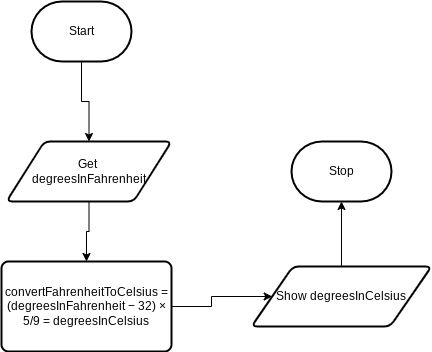 Start
Get
degreesInFahrenheit
convertFahrenheitToCelsius =
(degreesInFahrenheit − 32) ×
5/9 = degreesInCelsius
Show degreesInCelsius
Stop